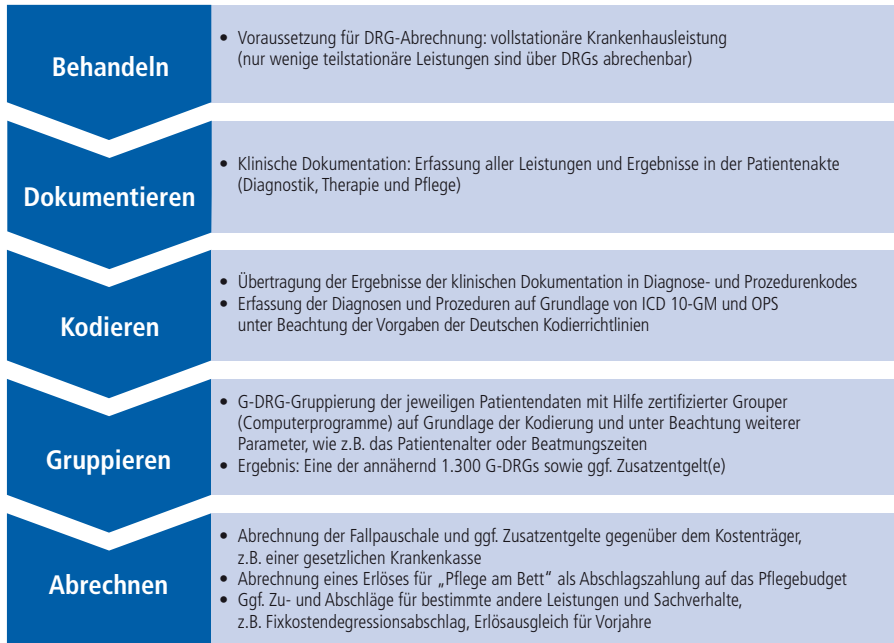 Behandeln
• Voraussetzung für DRG-Abrechnung: vollstationäre Krankenhausleistung
(nur wenige teilstationäre Leistungen sind über DRGs abrechenbar)
Dokumentieren
• Klinische Dokumentation: Erfassung aller Leistungen und Ergebnisse in der Patientenakte
(Diagnostik, Therapie und Pflege)
Kodieren
• Übertragung der Ergebnisse der klinischen Dokumentation in Diagnose- und Prozedurenkodes
• Erfassung der Diagnosen und Prozeduren auf Grundlage von ICD 10-GM und OPS
unter Beachtung der Vorgaben der Deutschen Kodierrichtlinien
Gruppieren
• G-DRG-Gruppierung der jeweiligen Patientendaten mit Hilfe zertifizierter Grouper
(Computerprogramme) auf Grundlage der Kodierung und unter Beachtung weiterer
Parameter, wie z.B. das Patientenalter oder Beatmungszeiten
• Ergebnis: Eine der annähernd 1.300 G-DRGs sowie ggf. Zusatzentgelt(e)
Abrechnen
• Abrechnung der Fallpauschale und ggf. Zusatzentgelte gegenüber dem Kostenträger,
z.B. einer gesetzlichen Krankenkasse
• Abrechnung eines Erlöses für „Pflege am Bett“ als Abschlagszahlung auf das Pflegebudget
• Ggf. Zu- und Abschläge für bestimmte andere Leistungen und Sachverhalte,
z.B. Fixkostendegressionsabschlag, Erlösausgleich für Vorjahre